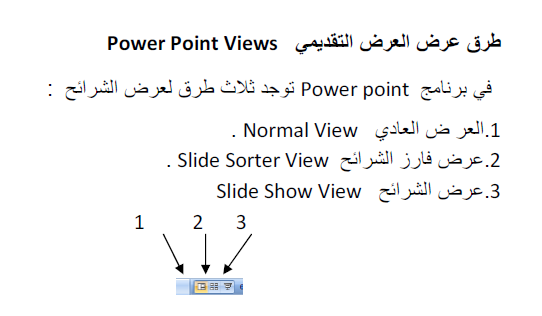 طرق عرض العرض التقديمي Power Point Views
في برنامج Power point توجد ثلاث طرق لعرض الشرائح :
1.العر ض العادي Normal View .
2.عرض فارز الشرائح Slide Sorter View .
3.عرض الشرائح Slide Show View
1 2 3